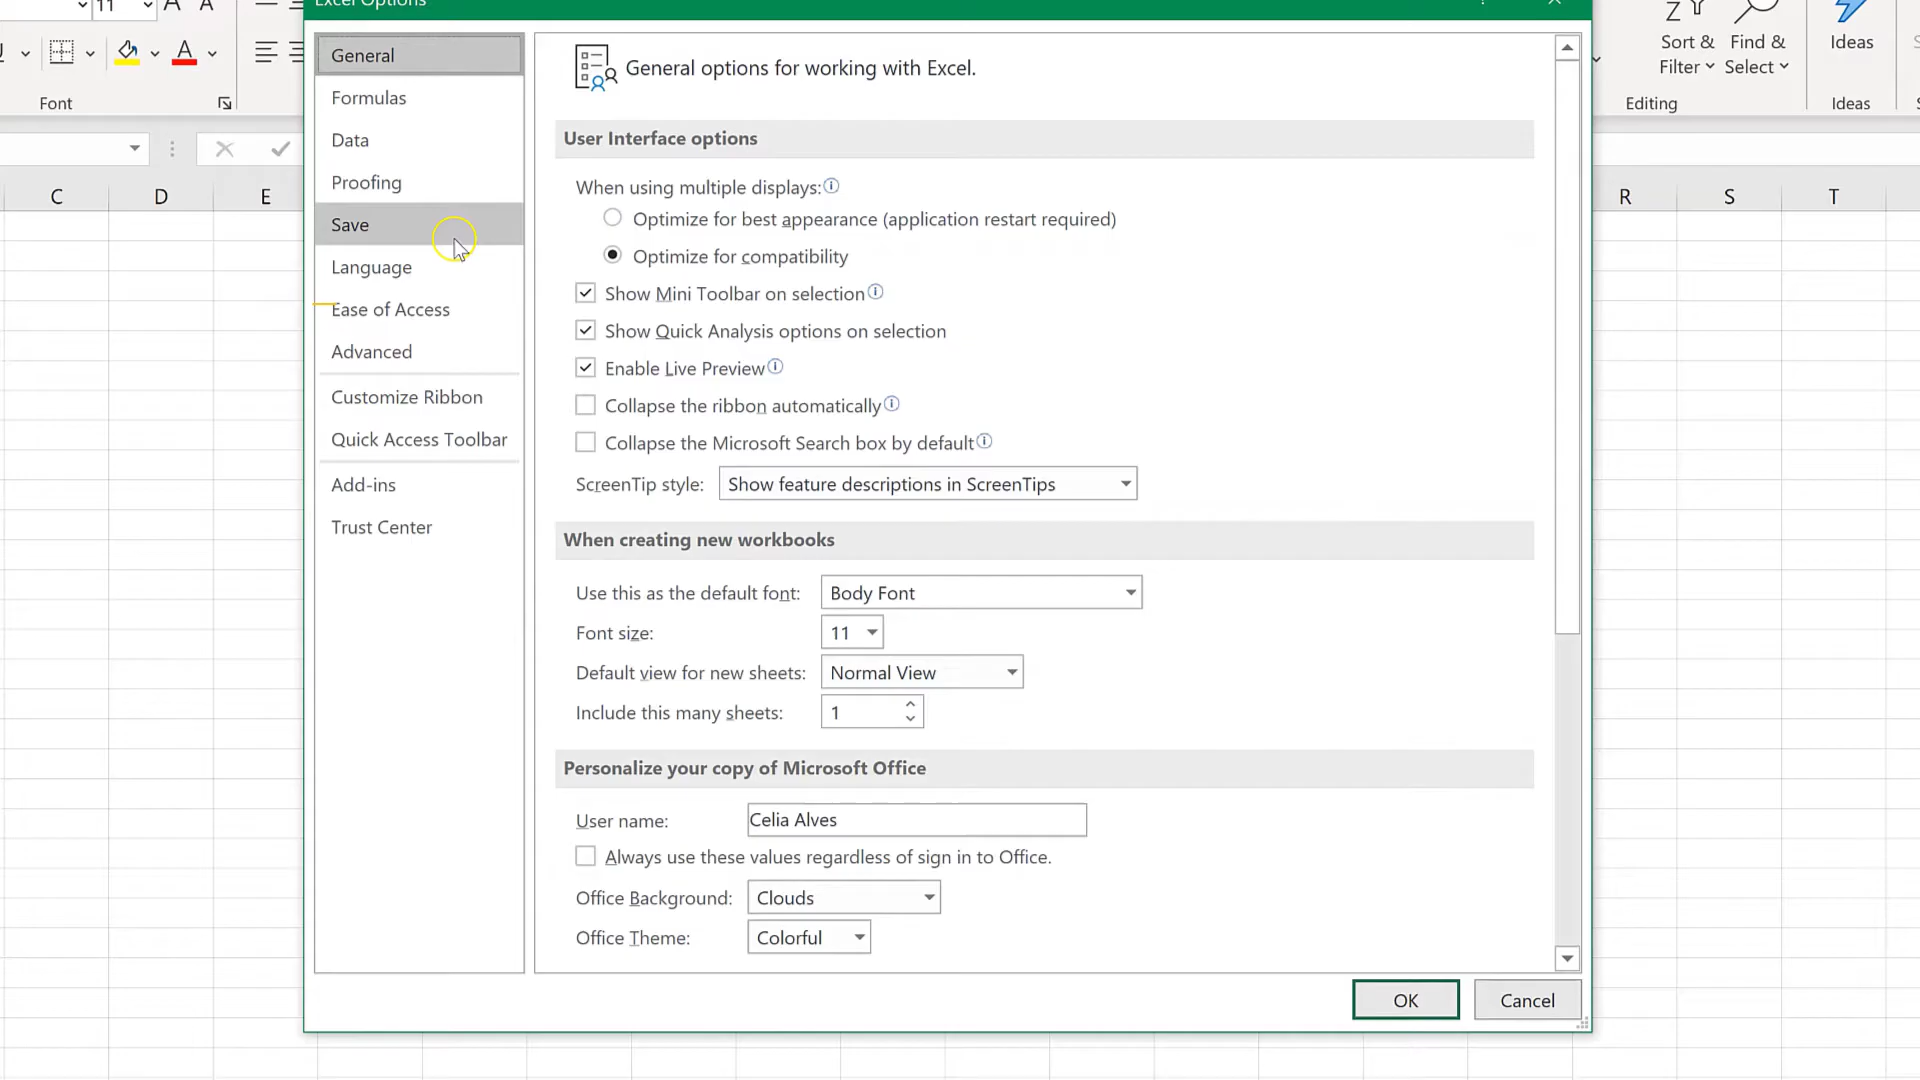 Excel Options
11
Font
Sort &
Filter
Find &
Select
Editing
Ideas
Ideas
C D E R S T
General
Formulas
Data
Proofing
Save
Language
Ease of Access
Advanced
Customize Ribbon
Quick Access Toolbar
Add-ins
Trust Center
General options for working with Excel.
User Interface options
When using multiple displays:
Optimize for best appearance (application restart required)
Optimize for compatibility
Show Mini Toolbar on selection
Show Quick Analysis options on selection
Enable Live Preview
Collapse the ribbon automatically
Collapse the Microsoft Search box by default
ScreenTip style: Show feature descriptions in ScreenTips
When creating new workbooks
Use this as the default font: Body Font
Font size: 11
Default view for new sheets: Normal View
Include this many sheets: 1
Personalize your copy of Microsoft Office
User name: Celia Alves
Always use these values regardless of sign in to Office.
Office Background: Clouds
Office Theme: Colorful
OK Cancel